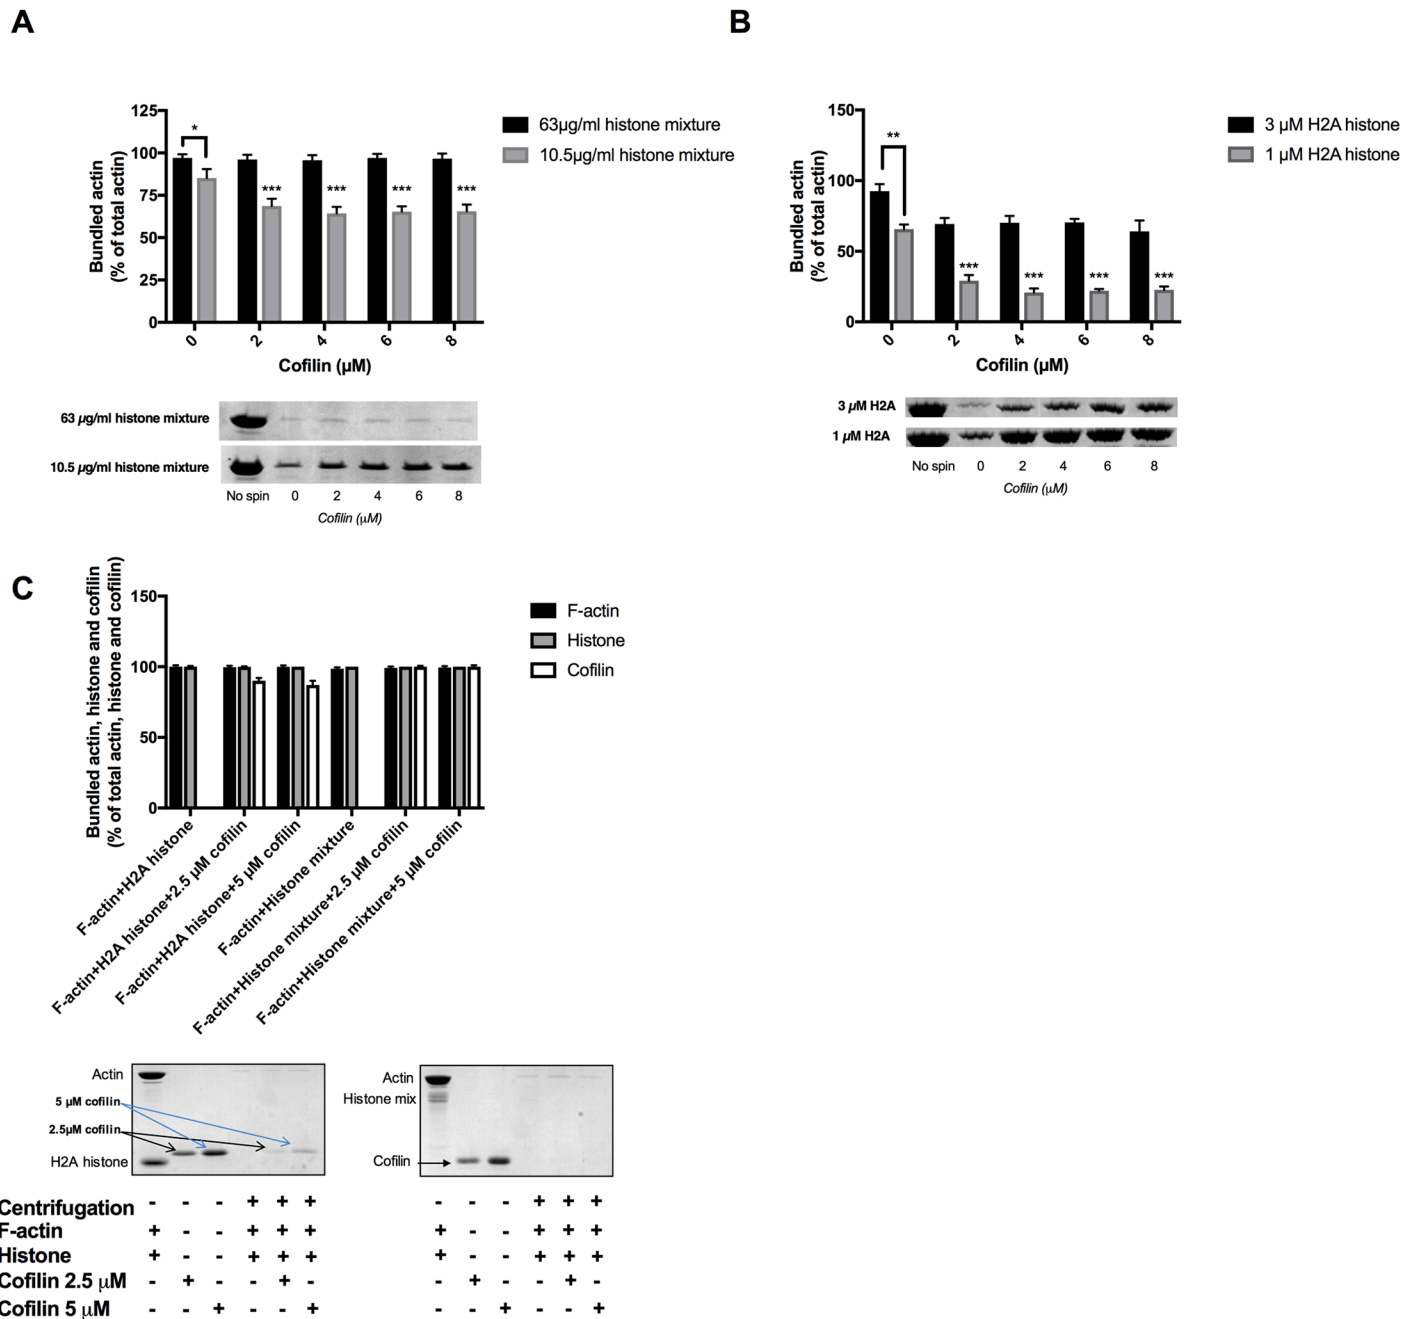 A
125
100
75
50
25
0
Bundled actin
(% of total actin)
*
***
***
***
***
0
2
4
6
8
Cofilin (µM)
63µg/ml histone mixture
10.5µg/ml histone mixture
63 µg/ml histone mixture
10.5 µg/ml histone mixture
No spin 0 2 4 6 8
Cofilin (µM)
B
150
100
50
0
Bundled actin
(% of total actin)
**
***
***
***
***
0
2
4
6
8
Cofilin (µM)
3 µM H2A histone
1 µM H2A histone
3 µM H2A
1 µM H2A
No spin 0 2 4 6 8
Cofilin (µM)
C
150
100
50
0
Bundled actin, histone and cofilin
(% of total actin, histone and cofilin)
F-actin
Histone
Cofilin
F-actin+H2A histone
F-actin+H2A histone+2.5 µM cofilin
F-actin+H2A histone+5 µM cofilin
F-actin+Histone mixture
F-actin+Histone mixture+2.5 µM cofilin
F-actin+Histone mixture+5 µM cofilin
Actin
5 µM cofilin
2.5µM cofilin
H2A histone
Actin
Histone mix
Cofilin
Centrifugation - - - + + + - - - + + +
F-actin + - - + + + + - - + + +
Histone + - - + + + + - - + + +
Cofilin 2.5 µM - + - - + - - + - - + -
Cofilin 5 µM - - + - - + - - + - - +